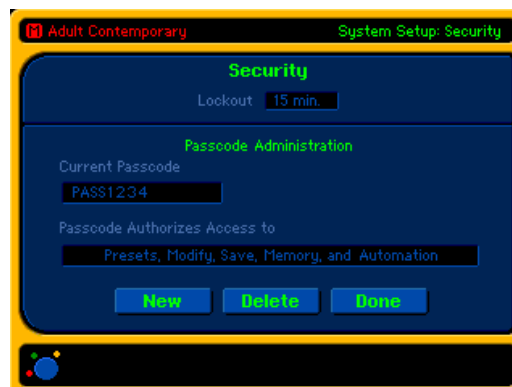 M Adult Contemporary System Setup: Security
Security
Lockout 15 min.
Passcode Administration
Current Passcode
PASS1234
Passcode Authorizes Access to
Presets, Modify, Save, Memory, and Automation
New Delete Done